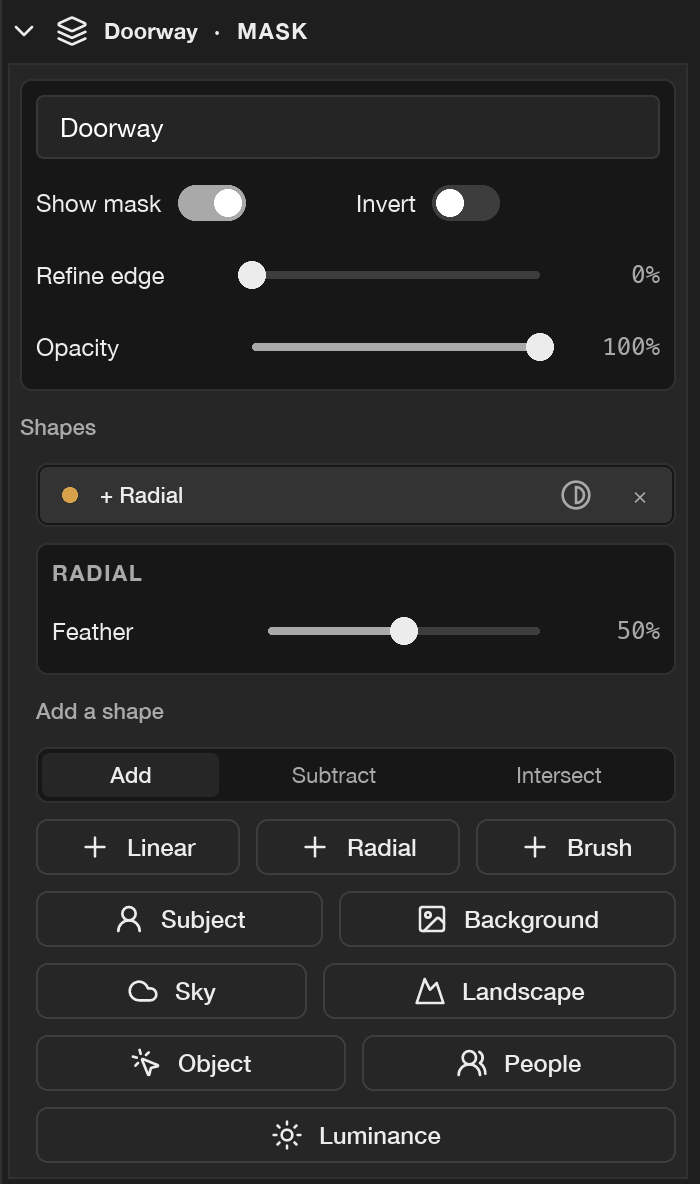 Doorway · MASK
Doorway
Show mask Invert
Refine edge 0%
Opacity 100%
Shapes
+ Radial ×
RADIAL
Feather 50%
Add a shape
Add Subtract Intersect
+ Linear + Radial + Brush
Subject Background
Sky Landscape
Object People
Luminance